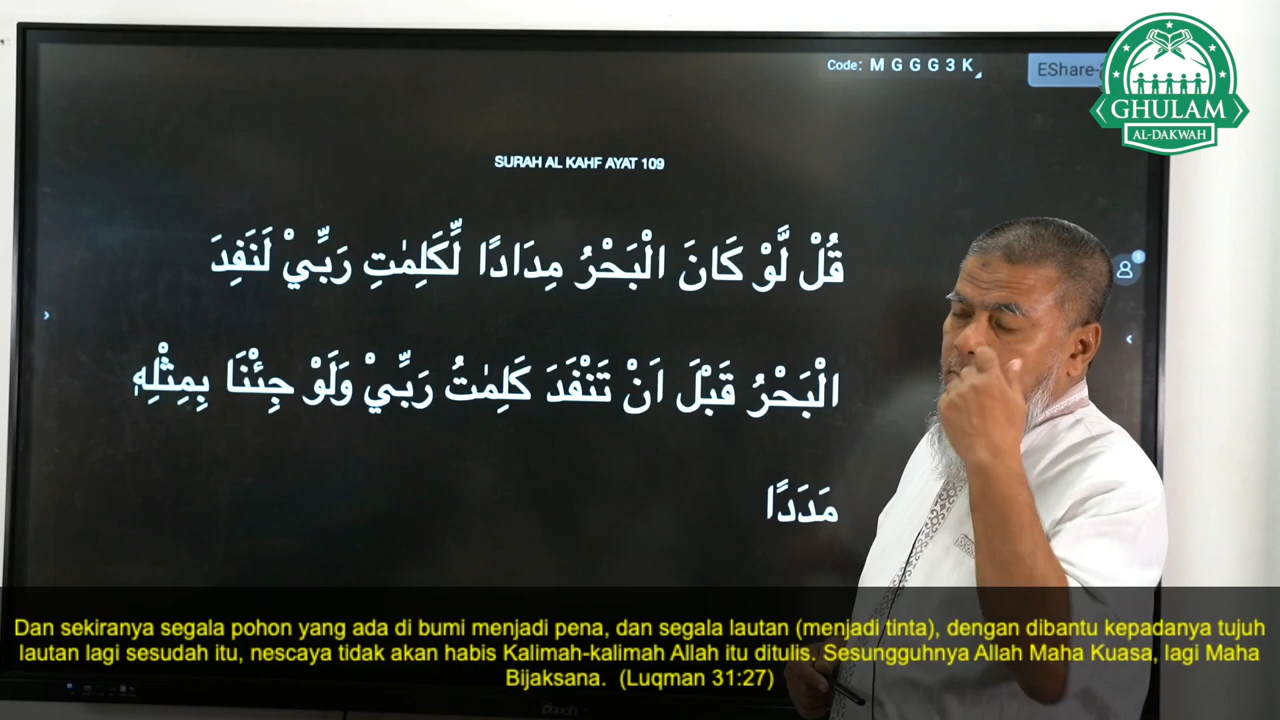 Code: M G G G 3 K
EShare-
GHULAM
AL-DAKWAH
SURAH AL KAHF AYAT 109
قُلْ لَّوْ كَانَ الْبَحْرُ مِدَادًا لِّكَلِمٰتِ رَبِّيْ لَنَفِدَ
الْبَحْرُ قَبْلَ اَنْ تَنْفَدَ كَلِمٰتُ رَبِّيْ وَلَوْ جِئْنَا بِمِثْلِهٖ
مَدَدًا
Dan sekiranya segala pohon yang ada di bumi menjadi pena, dan segala lautan (menjadi tinta), dengan dibantu kepadanya tujuh
lautan lagi sesudah itu, nescaya tidak akan habis Kalimah-kalimah Allah itu ditulis. Sesungguhnya Allah Maha Kuasa, lagi Maha
Bijaksana. (Luqman 31:27)